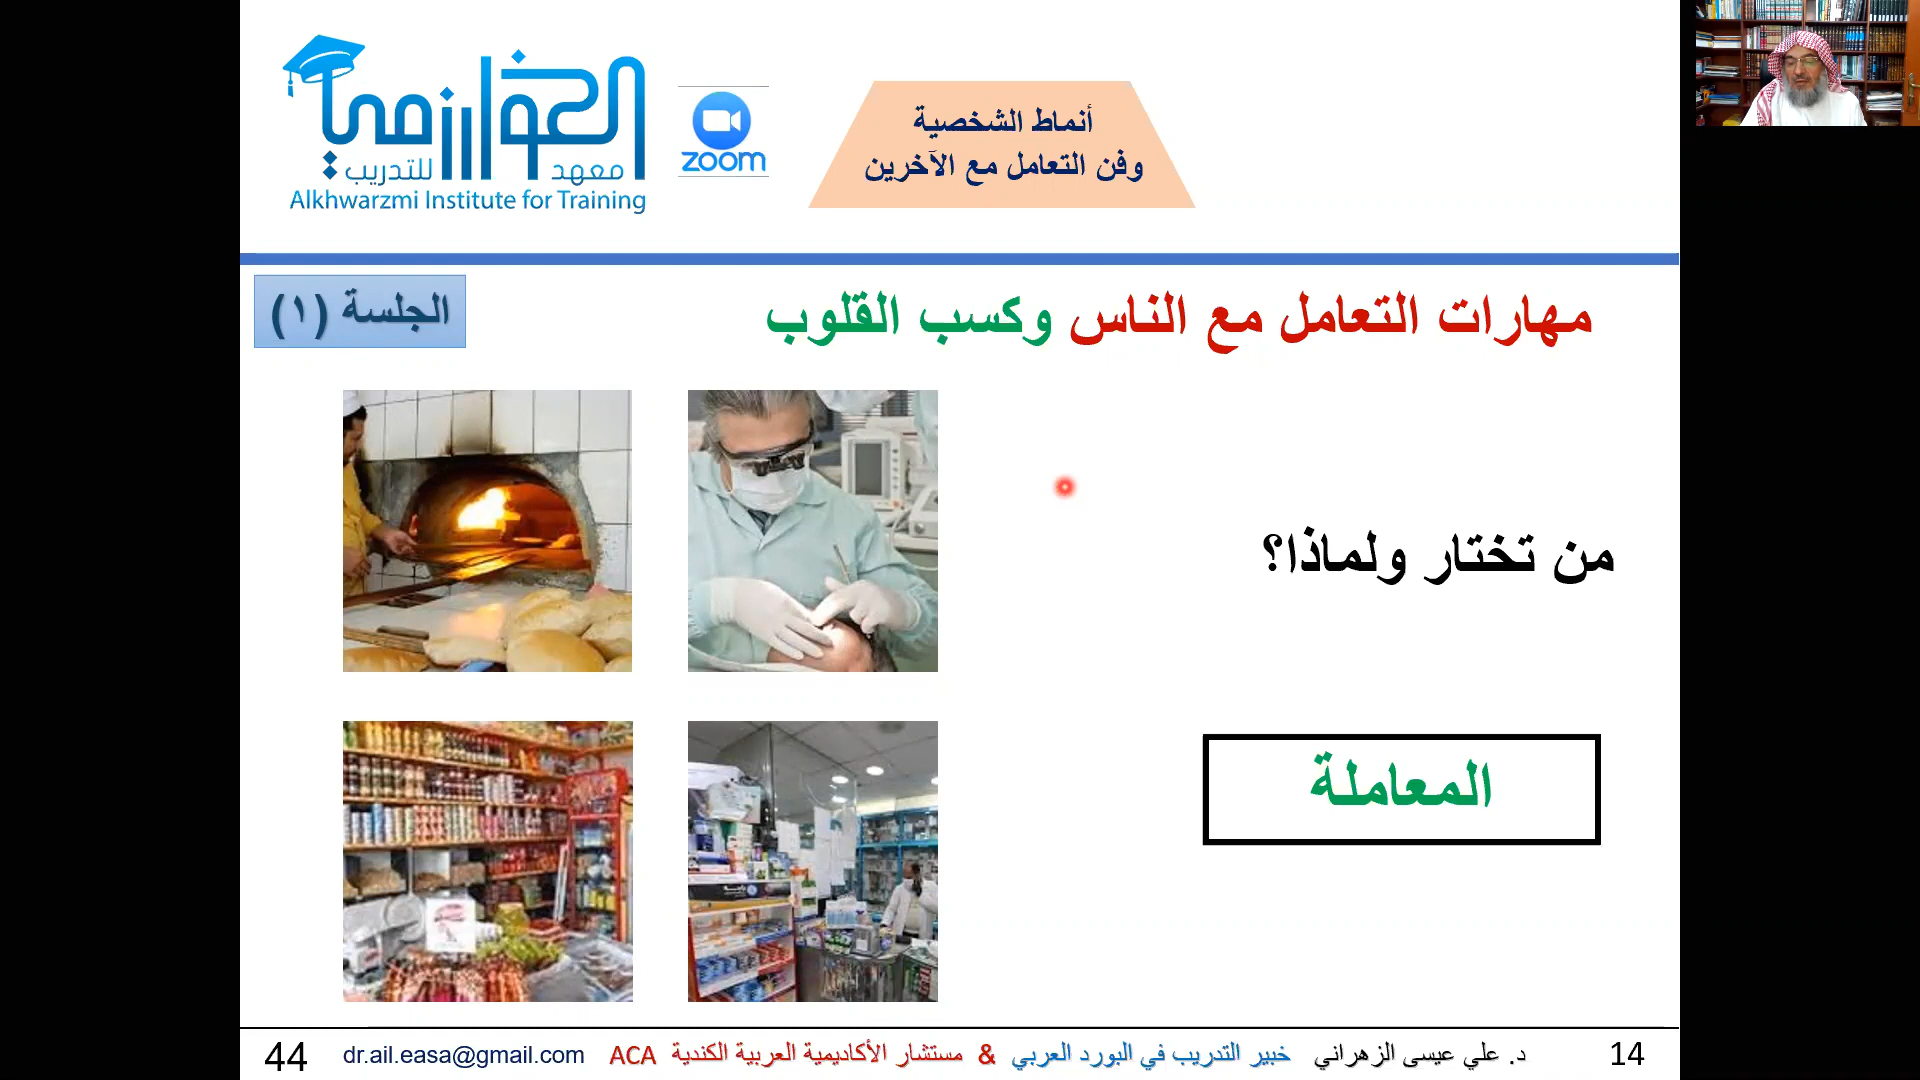 الخوارزمي
معهد للتدريب
Alkhwarzmi Institute for Training
zoom
أنماط الشخصية
وفن التعامل مع الآخرين
مهارات التعامل مع الناس وكسب القلوب
الجلسة (١)
من تختار ولماذا؟
المعاملة
14 د. علي عيسى الزهراني خبير التدريب في البورد العربي & مستشار الأكاديمية العربية الكندية ACA dr.ail.easa@gmail.com 44